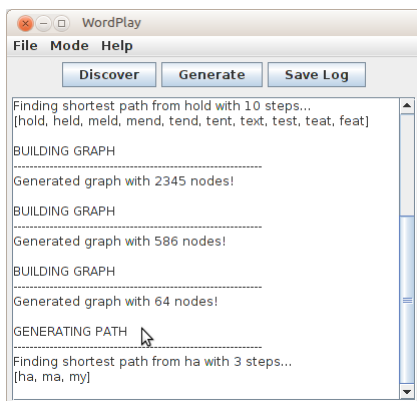 WordPlay
File Mode Help
Discover Generate Save Log
Finding shortest path from hold with 10 steps...
[hold, held, meld, mend, tend, tent, text, test, teat, feat]
BUILDING GRAPH
--------------------------------------------------------------
Generated graph with 2345 nodes!
BUILDING GRAPH
--------------------------------------------------------------
Generated graph with 586 nodes!
BUILDING GRAPH
--------------------------------------------------------------
Generated graph with 64 nodes!
GENERATING PATH
--------------------------------------------------------------
Finding shortest path from ha with 3 steps...
[ha, ma, my]